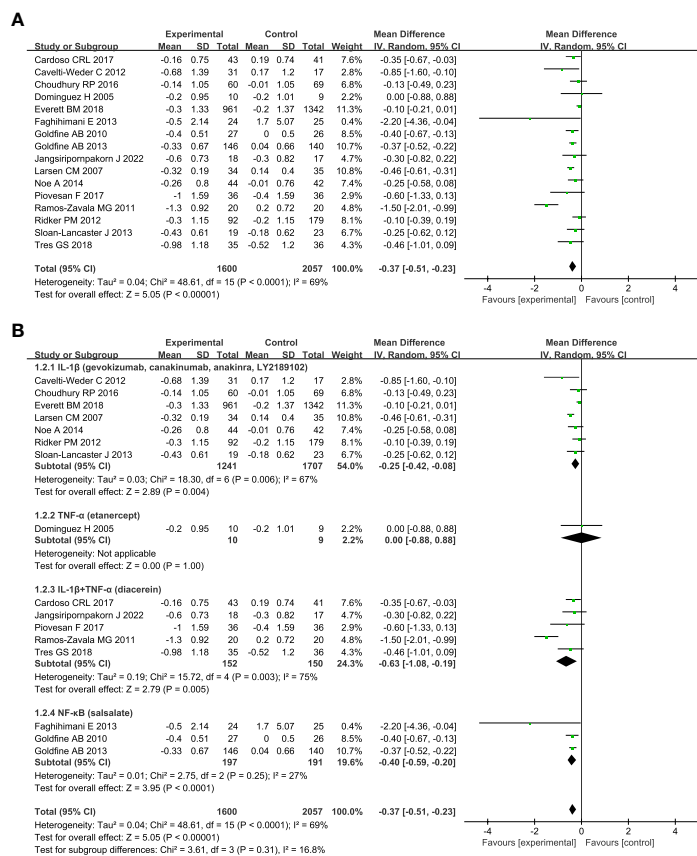 A
Experimental Control Mean Difference Mean Difference
Study or Subgroup Mean SD Total Mean SD Total Weight IV. Random. 95% CI IV. Random. 95% CI
Cardoso CRL 2017 -0.16 0.75 43 0.19 0.74 41 7.6% -0.35 [-0.67, -0.03]
Cavelti-Weder C 2012 -0.68 1.39 31 0.17 1.2 17 2.8% -0.85 [-1.60, -0.10]
Choudhury RP 2016 -0.14 1.05 60 -0.01 1.05 69 7.0% -0.13 [-0.49, 0.23]
Dominguez H 2005 -0.2 0.95 10 -0.2 1.01 9 2.2% 0.00 [-0.88, 0.88]
Everett BM 2018 -0.3 1.33 961 -0.2 1.37 1342 11.3% -0.10 [-0.21, 0.01]
Faghihimani E 2013 -0.5 2.14 24 1.7 5.07 25 0.4% -2.20 [-4.36, -0.04]
Goldfine AB 2010 -0.4 0.51 27 0 0.5 26 8.6% -0.40 [-0.67, -0.13]
Goldfine AB 2013 -0.33 0.67 146 0.04 0.66 140 10.7% -0.37 [-0.52, -0.22]
Jangsiripornpakorn J 2022 -0.6 0.73 18 -0.3 0.82 17 4.7% -0.30 [-0.82, 0.22]
Larsen CM 2007 -0.32 0.19 34 0.14 0.4 35 10.8% -0.46 [-0.61, -0.31]
Noe A 2014 -0.26 0.8 44 -0.01 0.76 42 7.4% -0.25 [-0.58, 0.08]
Piovesan F 2017 -1 1.59 36 -0.4 1.59 36 2.9% -0.60 [-1.33, 0.13]
Ramos-Zavala MG 2011 -1.3 0.92 20 0.2 0.72 20 4.8% -1.50 [-2.01, -0.99]
Ridker PM 2012 -0.3 1.15 92 -0.2 1.15 179 8.2% -0.10 [-0.39, 0.19]
Sloan-Lancaster J 2013 -0.43 0.61 19 -0.18 0.62 23 6.5% -0.25 [-0.62, 0.12]
Tres GS 2018 -0.98 1.18 35 -0.52 1.2 36 4.4% -0.46 [-1.01, 0.09]
Total (95% CI) 1600 2057 100.0% -0.37 [-0.51, -0.23]
Heterogeneity: Tau² = 0.04; Chi² = 48.61, df = 15 (P < 0.0001); I² = 69%
Test for overall effect: Z = 5.05 (P < 0.00001)
-4 -2 0 2 4
Favours [experimental] Favours [control]
B
Experimental Control Mean Difference Mean Difference
Study or Subgroup Mean SD Total Mean SD Total Weight IV. Random. 95% CI IV. Random. 95% CI
1.2.1 IL-1β (gevokizumab, canakinumab, anakinra, LY2189102)
Cavelti-Weder C 2012 -0.68 1.39 31 0.17 1.2 17 2.8% -0.85 [-1.60, -0.10]
Choudhury RP 2016 -0.14 1.05 60 -0.01 1.05 69 7.0% -0.13 [-0.49, 0.23]
Everett BM 2018 -0.3 1.33 961 -0.2 1.37 1342 11.3% -0.10 [-0.21, 0.01]
Larsen CM 2007 -0.32 0.19 34 0.14 0.4 35 10.8% -0.46 [-0.61, -0.31]
Noe A 2014 -0.26 0.8 44 -0.01 0.76 42 7.4% -0.25 [-0.58, 0.08]
Ridker PM 2012 -0.3 1.15 92 -0.2 1.15 179 8.2% -0.10 [-0.39, 0.19]
Sloan-Lancaster J 2013 -0.43 0.61 19 -0.18 0.62 23 6.5% -0.25 [-0.62, 0.12]
Subtotal (95% CI) 1241 1707 54.0% -0.25 [-0.42, -0.08]
Heterogeneity: Tau² = 0.03; Chi² = 18.30, df = 6 (P = 0.006); I² = 67%
Test for overall effect: Z = 2.89 (P = 0.004)
1.2.2 TNF-α (etanercept)
Dominguez H 2005 -0.2 0.95 10 -0.2 1.01 9 2.2% 0.00 [-0.88, 0.88]
Subtotal (95% CI) 10 9 2.2% 0.00 [-0.88, 0.88]
Heterogeneity: Not applicable
Test for overall effect: Z = 0.00 (P = 1.00)
1.2.3 IL-1β+TNF-α (diacerein)
Cardoso CRL 2017 -0.16 0.75 43 0.19 0.74 41 7.6% -0.35 [-0.67, -0.03]
Jangsiripornpakorn J 2022 -0.6 0.73 18 -0.3 0.82 17 4.7% -0.30 [-0.82, 0.22]
Piovesan F 2017 -1 1.59 36 -0.4 1.59 36 2.9% -0.60 [-1.33, 0.13]
Ramos-Zavala MG 2011 -1.3 0.92 20 0.2 0.72 20 4.8% -1.50 [-2.01, -0.99]
Tres GS 2018 -0.98 1.18 35 -0.52 1.2 36 4.4% -0.46 [-1.01, 0.09]
Subtotal (95% CI) 152 150 24.3% -0.63 [-1.08, -0.19]
Heterogeneity: Tau² = 0.19; Chi² = 15.72, df = 4 (P = 0.003); I² = 75%
Test for overall effect: Z = 2.79 (P = 0.005)
1.2.4 NF-κB (salsalate)
Faghihimani E 2013 -0.5 2.14 24 1.7 5.07 25 0.4% -2.20 [-4.36, -0.04]
Goldfine AB 2010 -0.4 0.51 27 0 0.5 26 8.6% -0.40 [-0.67, -0.13]
Goldfine AB 2013 -0.33 0.67 146 0.04 0.66 140 10.7% -0.37 [-0.52, -0.22]
Subtotal (95% CI) 197 191 19.6% -0.40 [-0.59, -0.20]
Heterogeneity: Tau² = 0.01; Chi² = 2.75, df = 2 (P = 0.25); I² = 27%
Test for overall effect: Z = 3.95 (P < 0.0001)
Total (95% CI) 1600 2057 100.0% -0.37 [-0.51, -0.23]
Heterogeneity: Tau² = 0.04; Chi² = 48.61, df = 15 (P < 0.0001); I² = 69%
Test for overall effect: Z = 5.05 (P < 0.00001)
Test for subgroup differences: Chi² = 3.61, df = 3 (P = 0.31), I² = 16.8%
-4 -2 0 2 4
Favours [experimental] Favours [control]